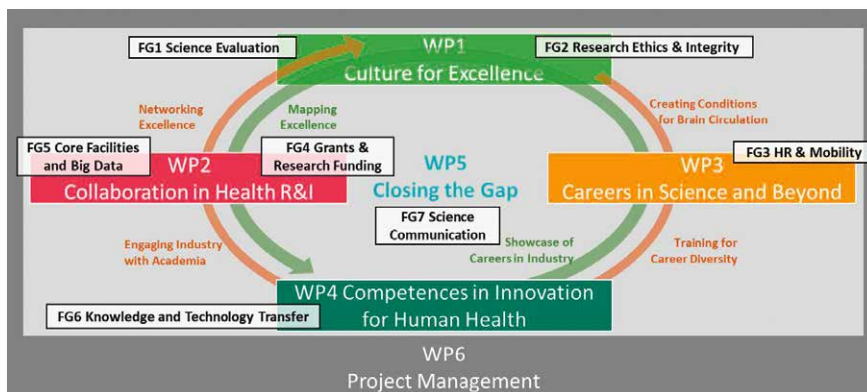 FG1 Science Evaluation
WP1
Culture for Excellence
FG2 Research Ethics & Integrity
Networking
Excellence
Mapping
Excellence
Creating Conditions
for Brain Circulation
FG5 Core Facilities
and Big Data
WP2
Collaboration in Health R&I
FG4 Grants &
Research Funding
WP5
Closing the Gap
FG7 Science
Communication
WP3
Careers in Science and Beyond
FG3 HR & Mobility
Engaging Industry
with Academia
Showcase of
Careers in Industry
Training for
Career Diversity
WP4 Competences in Innovation
for Human Health
FG6 Knowledge and Technology Transfer
WP6
Project Management